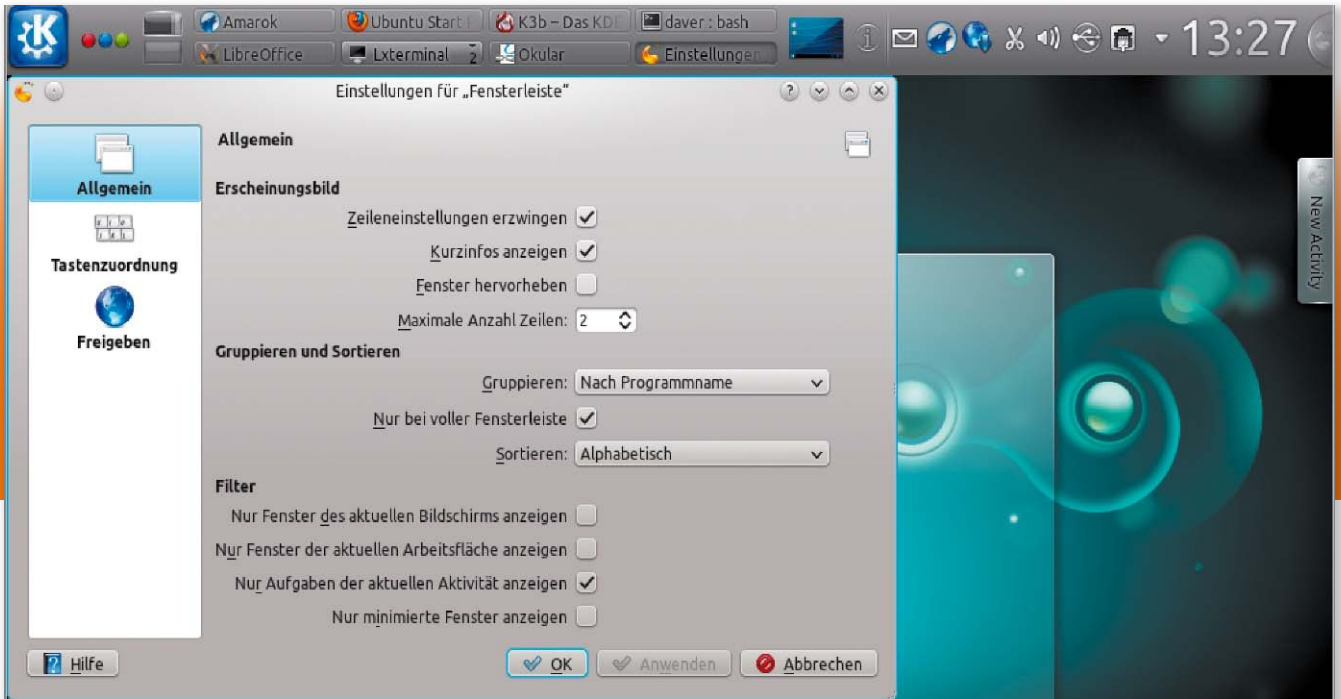 Amarok
Ubuntu Start
K3b – Das KDE
daver : bash
LibreOffice
Lxterminal 2
Okular
Einstellungen
13:27
Einstellungen für „Fensterleiste“
Allgemein
Tastenzuordnung
Freigeben
Allgemein
Erscheinungsbild
Zeileneinstellungen erzwingen
Kurzinfos anzeigen
Fenster hervorheben
Maximale Anzahl Zeilen: 2
Gruppieren und Sortieren
Gruppieren: Nach Programmname
Nur bei voller Fensterleiste
Sortieren: Alphabetisch
Filter
Nur Fenster des aktuellen Bildschirms anzeigen
Nur Fenster der aktuellen Arbeitsfläche anzeigen
Nur Aufgaben der aktuellen Aktivität anzeigen
Nur minimierte Fenster anzeigen
Hilfe
OK
Anwenden
Abbrechen
New Activity